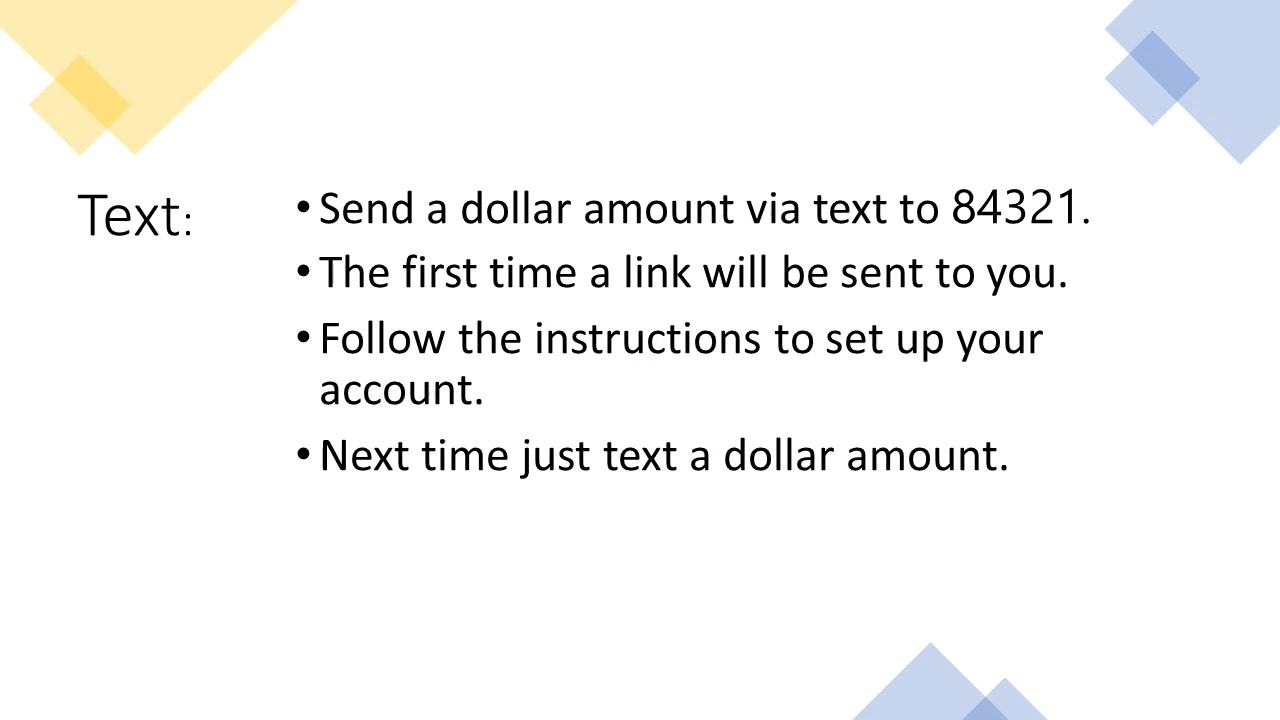 Text:
• Send a dollar amount via text to 84321.
• The first time a link will be sent to you.
• Follow the instructions to set up your
account.
• Next time just text a dollar amount.